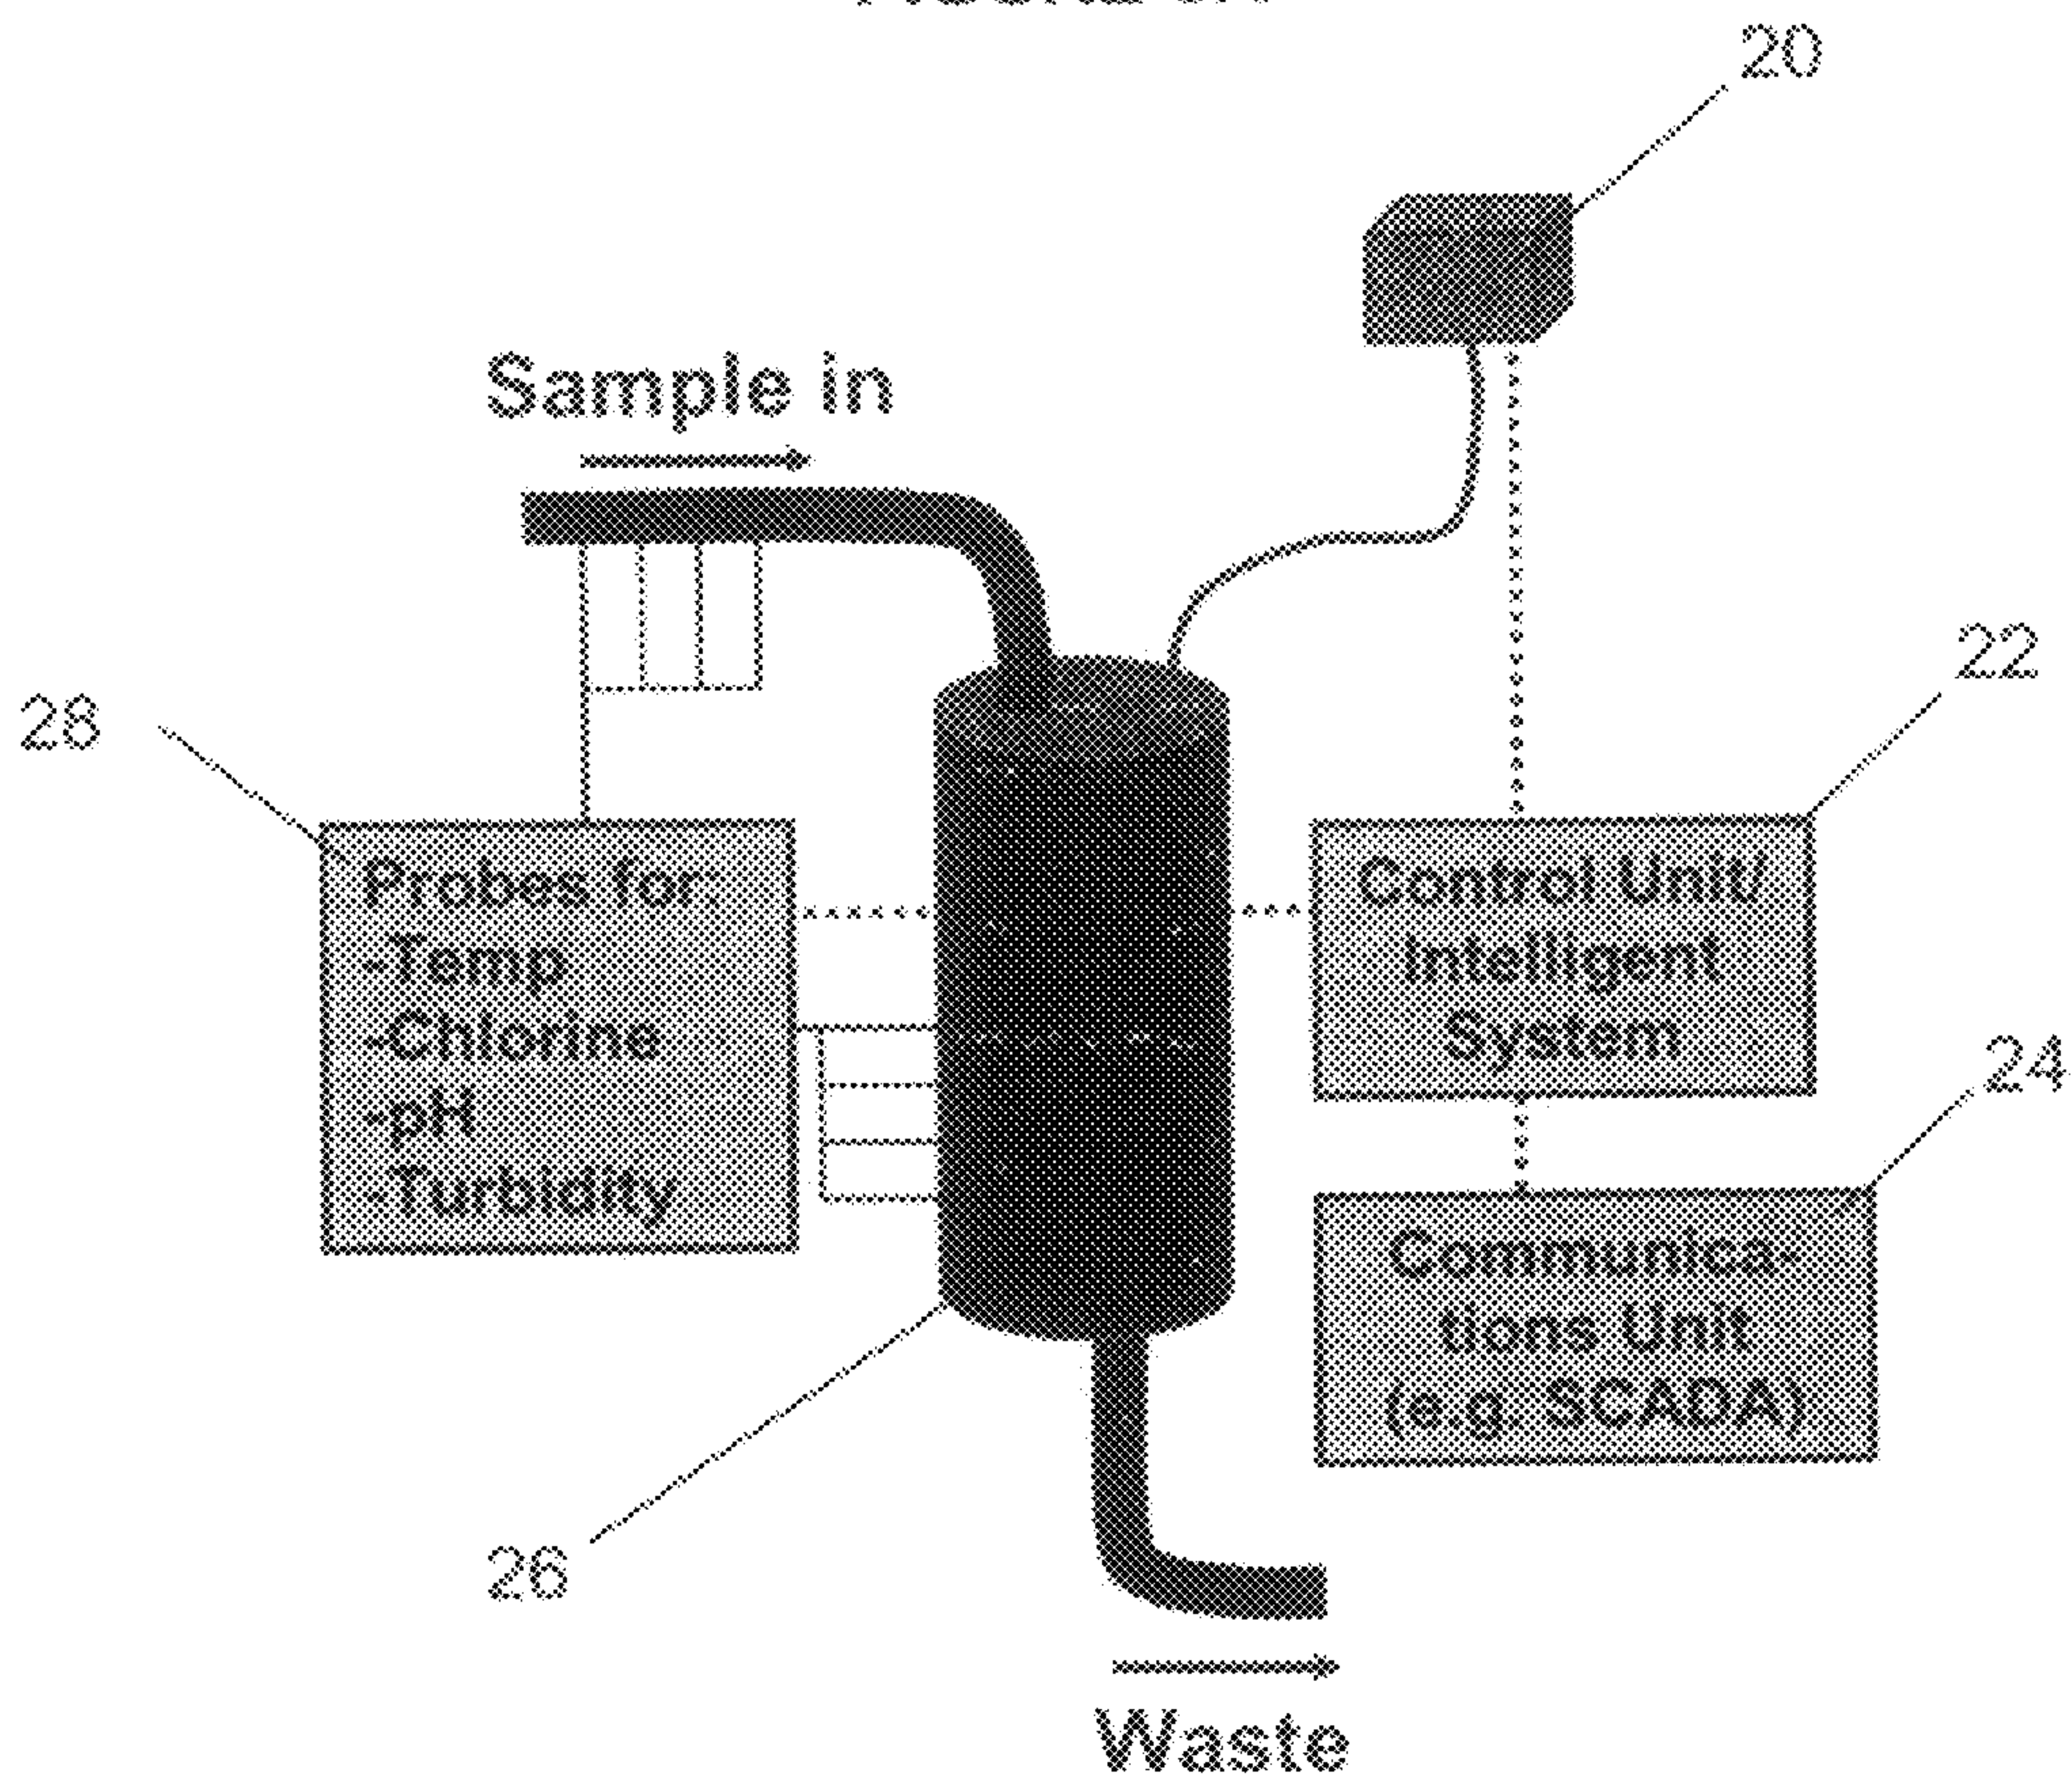 20
Sample in
22
28
Probes for
-Temp
-Chlorine
-pH
-Turbidity
Control Unit/
Intelligent
System
24
Communica-
tions Unit
(e.g. SCADA)
26
Waste